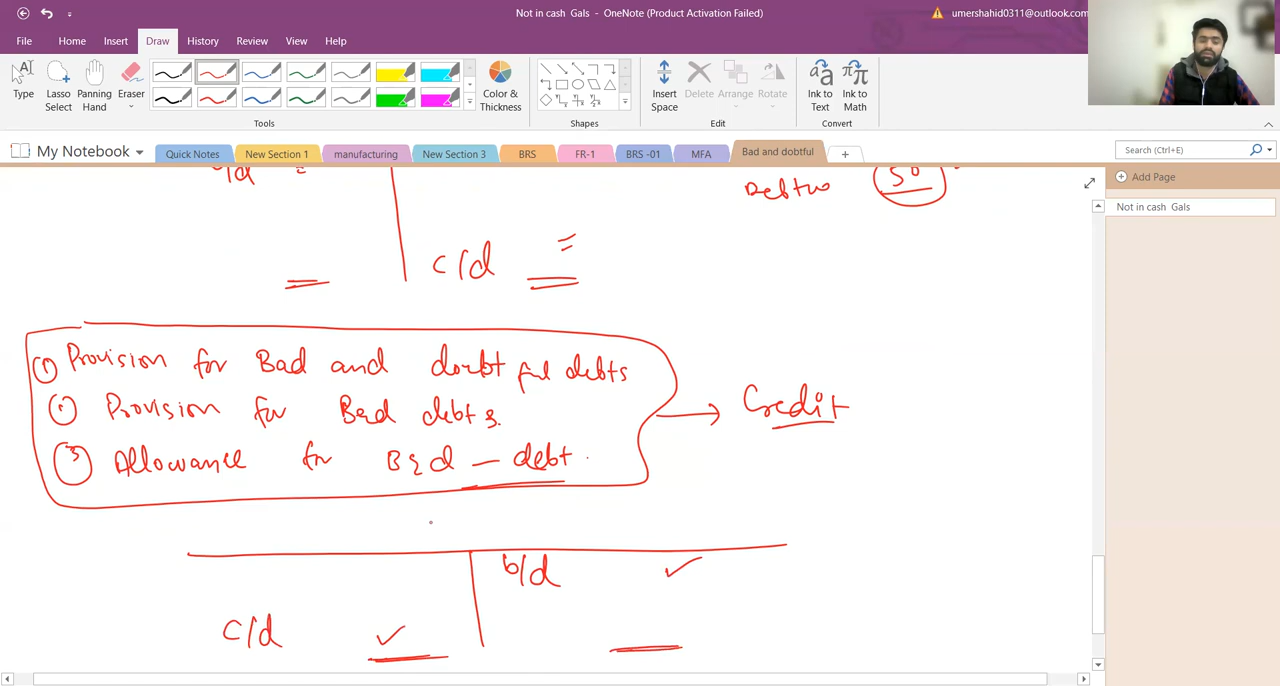 Not in cash Gals - OneNote (Product Activation Failed)
umershahid0311@outlook.com
File Home Insert Draw History Review View Help
Type
Lasso Select
Panning Hand
Eraser
Color & Thickness
Insert Space
Delete
Arrange
Rotate
Ink to Text
Ink to Math
Tools
Shapes
Edit
Convert
My Notebook
Quick Notes
New Section 1
manufacturing
New Section 3
BRS
FR-1
BRS -01
MFA
Bad and doubtful
+
Search (Ctrl+E)
Add Page
Not in cash Gals
50
c/d =
① Provision for Bad and doubtful debts
Provision for Bad debts.
③ Allowance for Bad - debt.
Credit
b/d ✓
c/d ✓